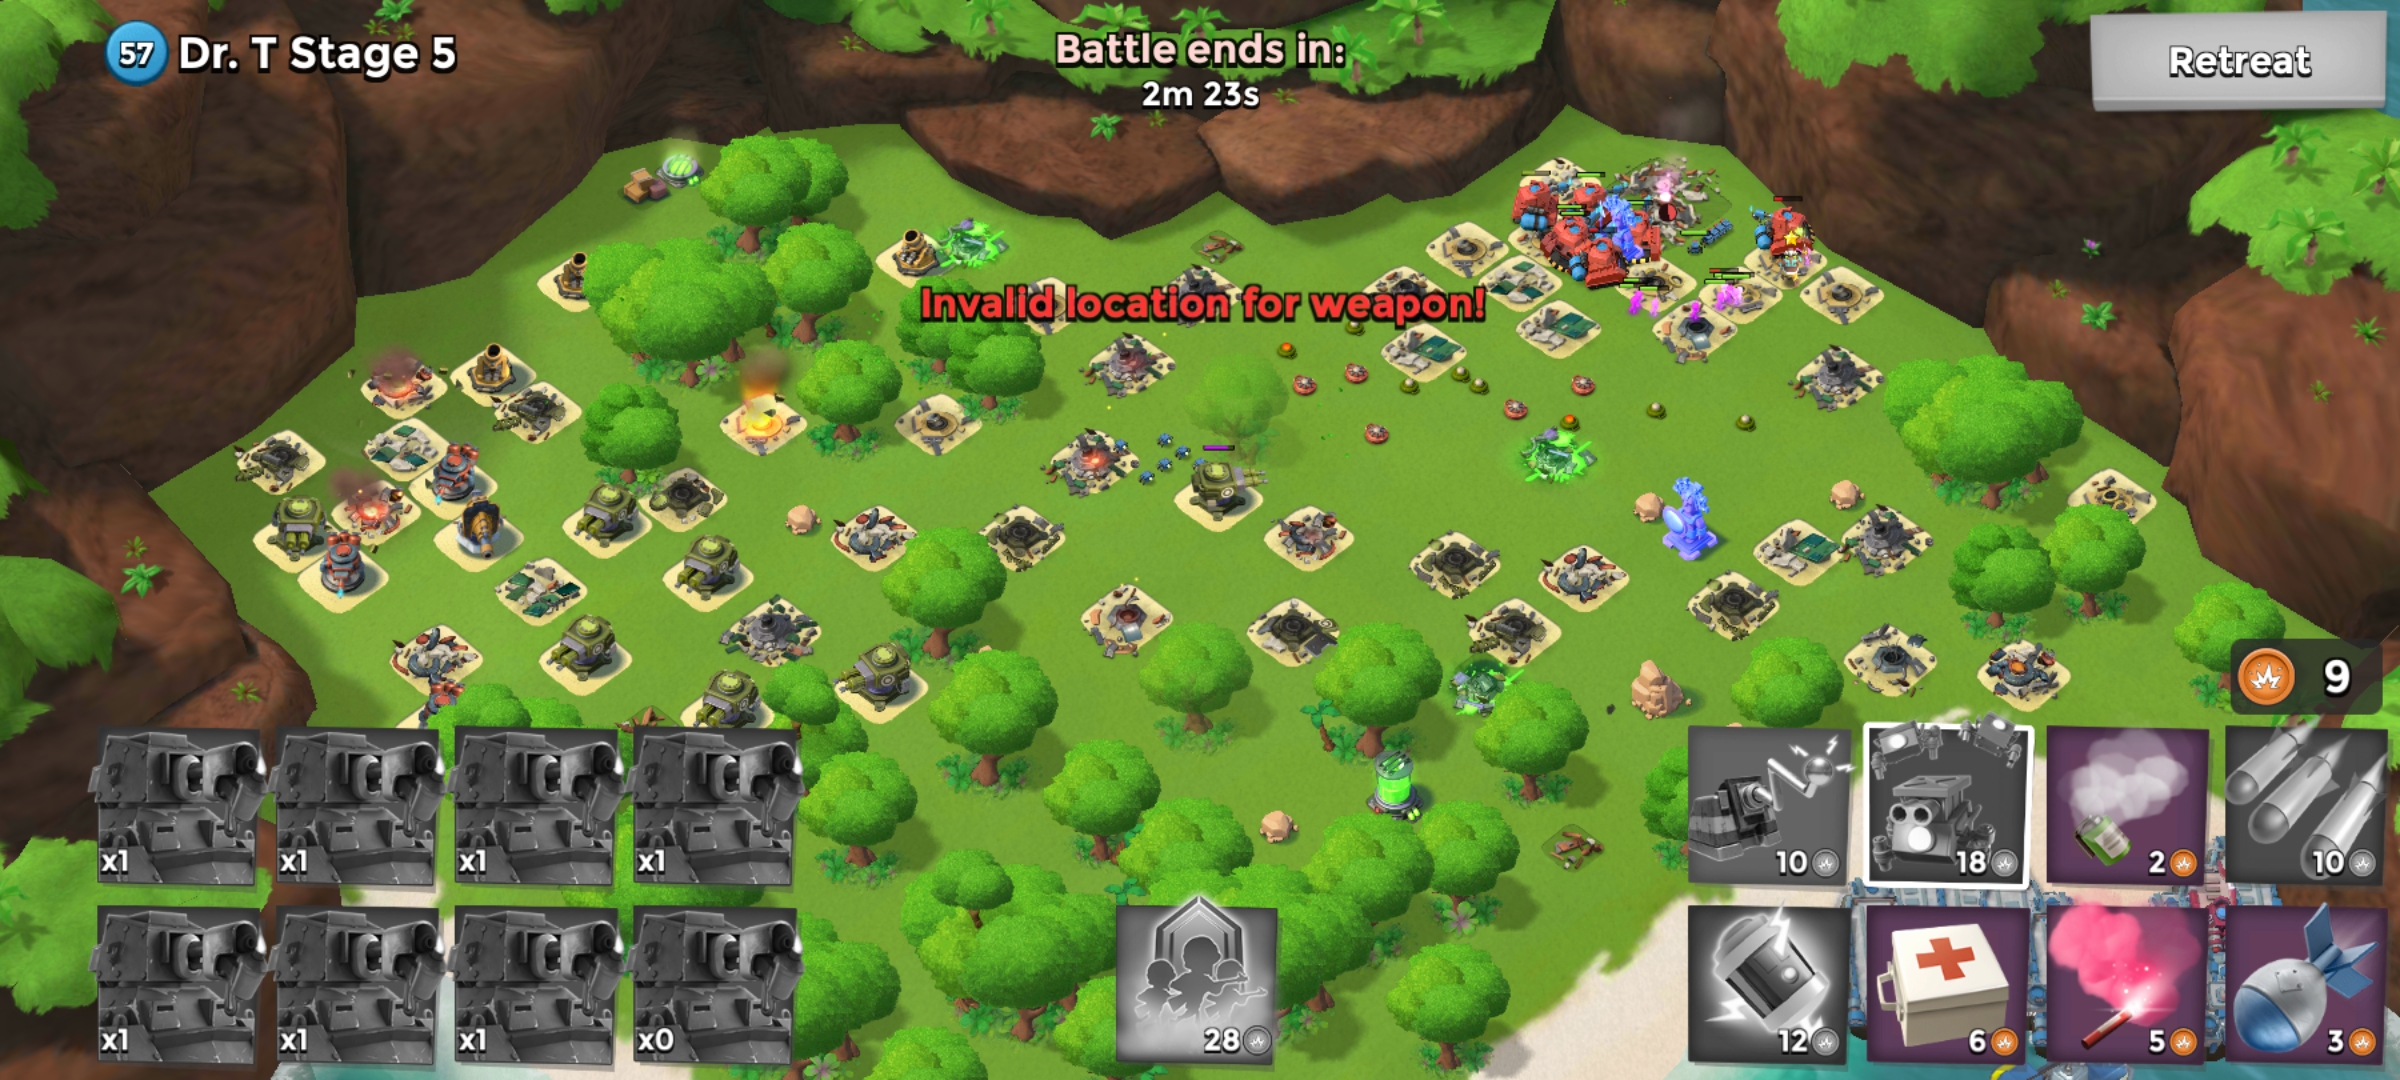 57 Dr. T Stage 5
Battle ends in:
2m 23s
Retreat
Invalid location for weapon!
9
x1
x1
x1
x1
10
18
2
10
x1
x1
x1
x0
28
12
6
5
3